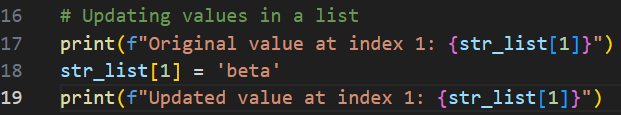 16 # Updating values in a list
17 print(f"Original value at index 1: {str_list[1]}")
18 str_list[1] = 'beta'
19 print(f"Updated value at index 1: {str_list[1]}")